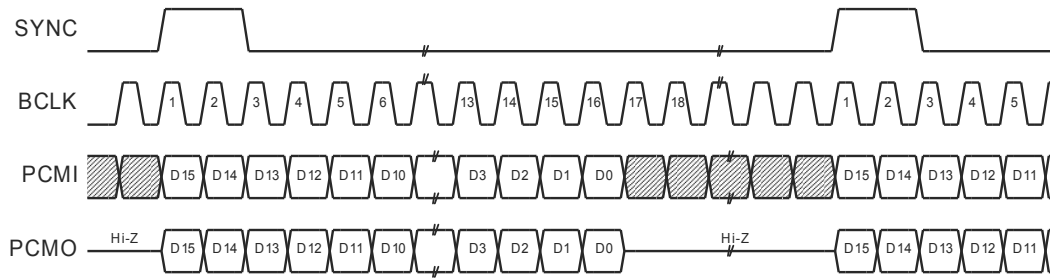 SYNC
BCLK 1 2 3 4 5 6 13 14 15 16 17 18 1 2 3 4 5
PCMI D15 D14 D13 D12 D11 D10 D3 D2 D1 D0 D15 D14 D13 D12 D11
PCMO Hi-Z D15 D14 D13 D12 D11 D10 D3 D2 D1 D0 Hi-Z D15 D14 D13 D12 D11